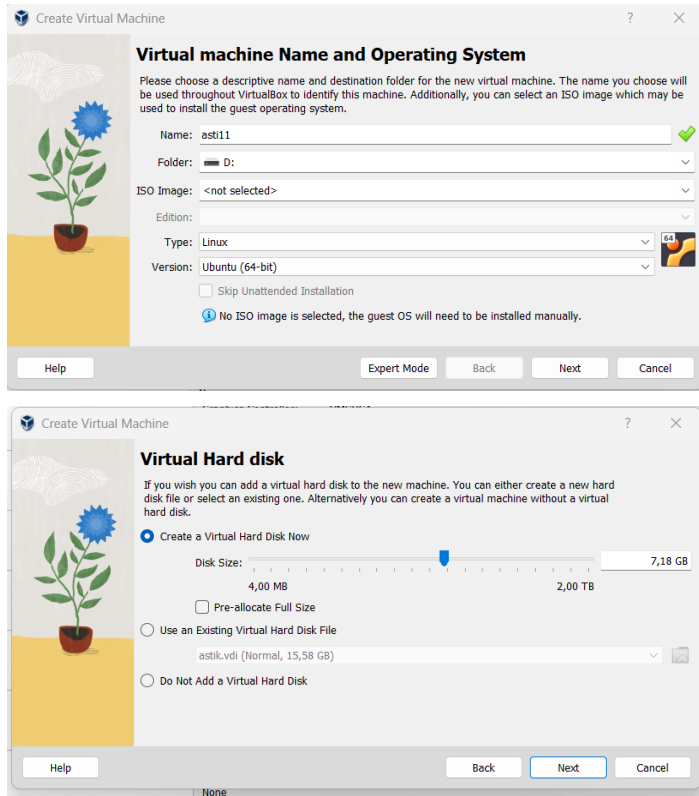 Create Virtual Machine
?
Virtual machine Name and Operating System
Please choose a descriptive name and destination folder for the new virtual machine. The name you choose will
be used throughout VirtualBox to identify this machine. Additionally, you can select an ISO image which may be
used to install the guest operating system.
Name: asti11
Folder: D:
ISO Image: <not selected>
Edition:
Type: Linux
64
Version: Ubuntu (64-bit)
Skip Unattended Installation
No ISO image is selected, the guest OS will need to be installed manually.
Help Expert Mode Back Next Cancel
Create Virtual Machine
?
Virtual Hard disk
If you wish you can add a virtual hard disk to the new machine. You can either create a new hard
disk file or select an existing one. Alternatively you can create a virtual machine without a virtual
hard disk.
Create a Virtual Hard Disk Now
Disk Size: 7,18 GB
4,00 MB 2,00 TB
Pre-allocate Full Size
Use an Existing Virtual Hard Disk File
astik.vdi (Normal, 15,58 GB)
Do Not Add a Virtual Hard Disk
Help Back Next Cancel
None